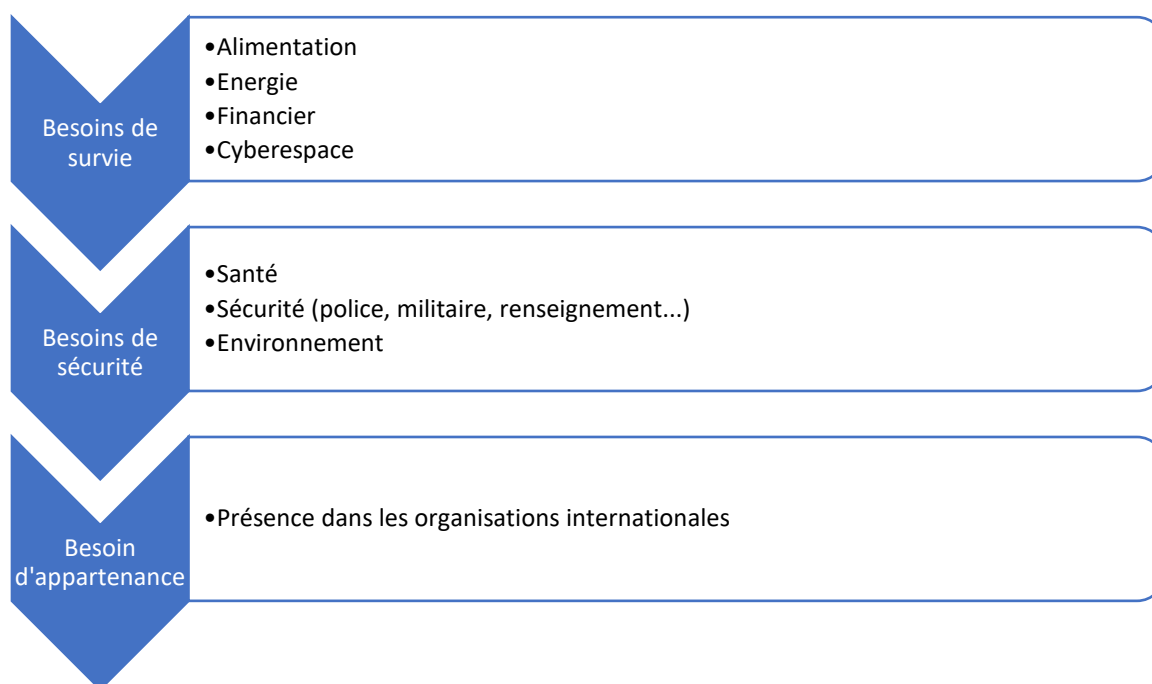 Besoins de
survie
•Alimentation
•Energie
•Financier
•Cyberespace
Besoins de
sécurité
•Santé
•Sécurité (police, militaire, renseignement...)
•Environnement
Besoin
d'appartenance
•Présence dans les organisations internationales